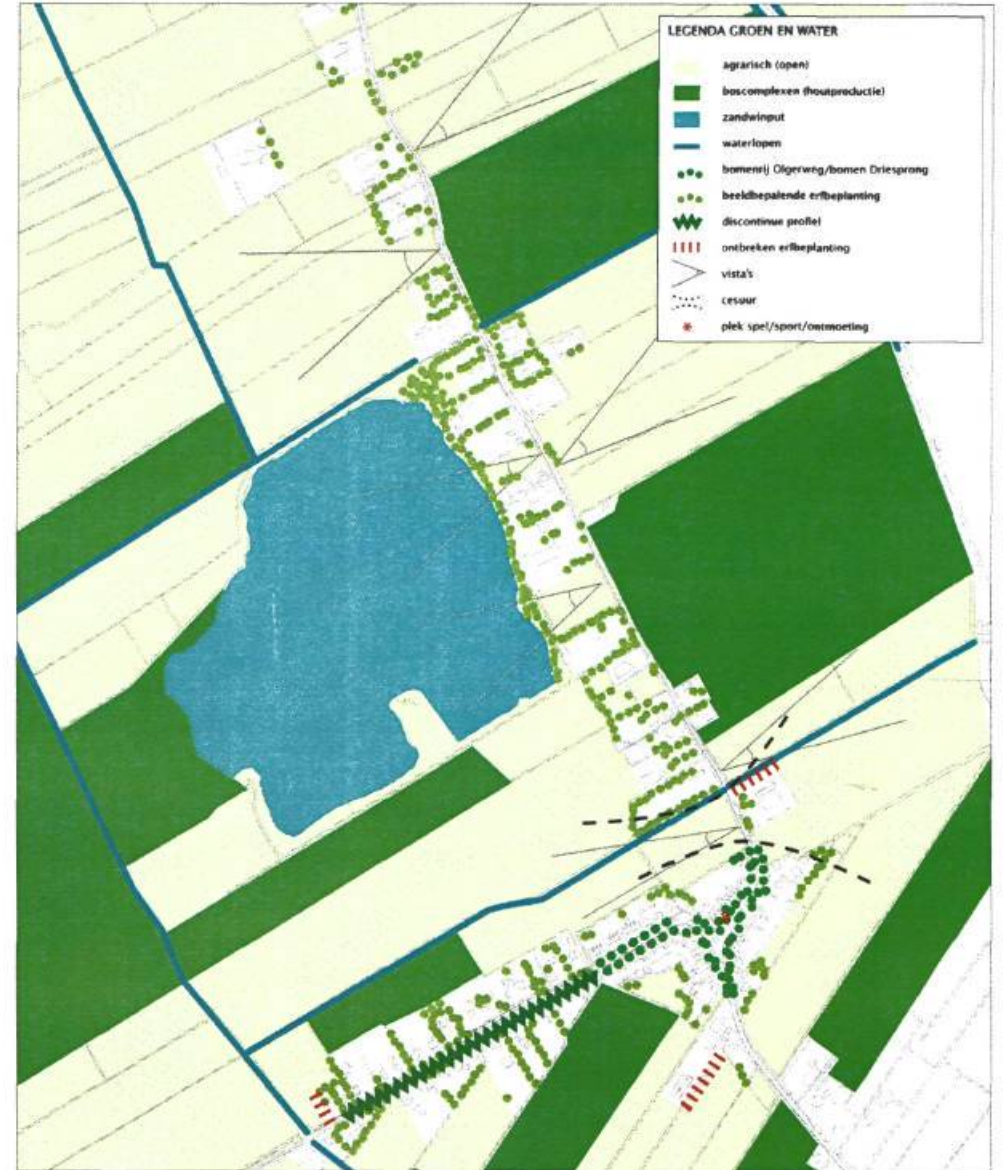 LEGENDA GROEN EN WATER
agrarisch (open)
boscomplexen (houtproductie)
zandwinput
waterlopen
bomenrij Olgerweg/bomen Driesprong
beeldbepalende erfbeplanting
discontinue profiel
ontbreken erfbeplanting
vista's
cesuur
plek spel/sport/ontmoeting